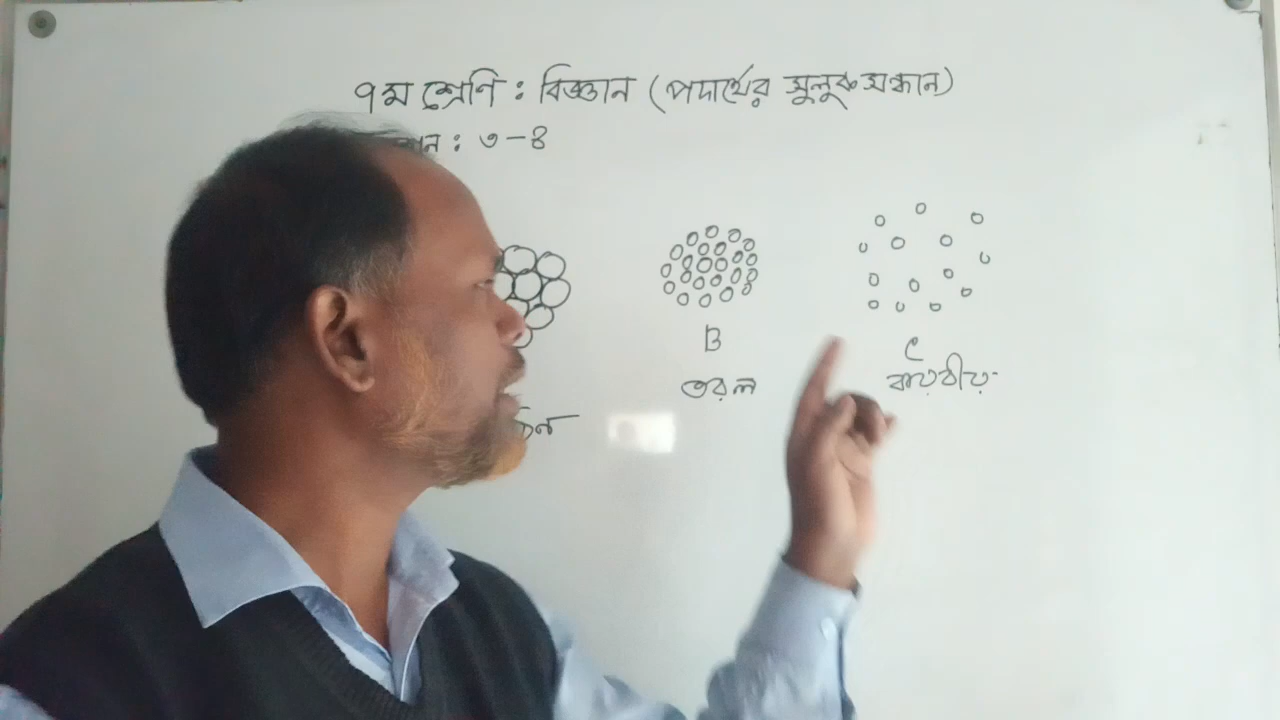 ৭ম শ্রেণি : বিজ্ঞান (পদার্থের সুলুকসন্ধান)
: ৩-৪
B
C
তরল
বায়বীয়